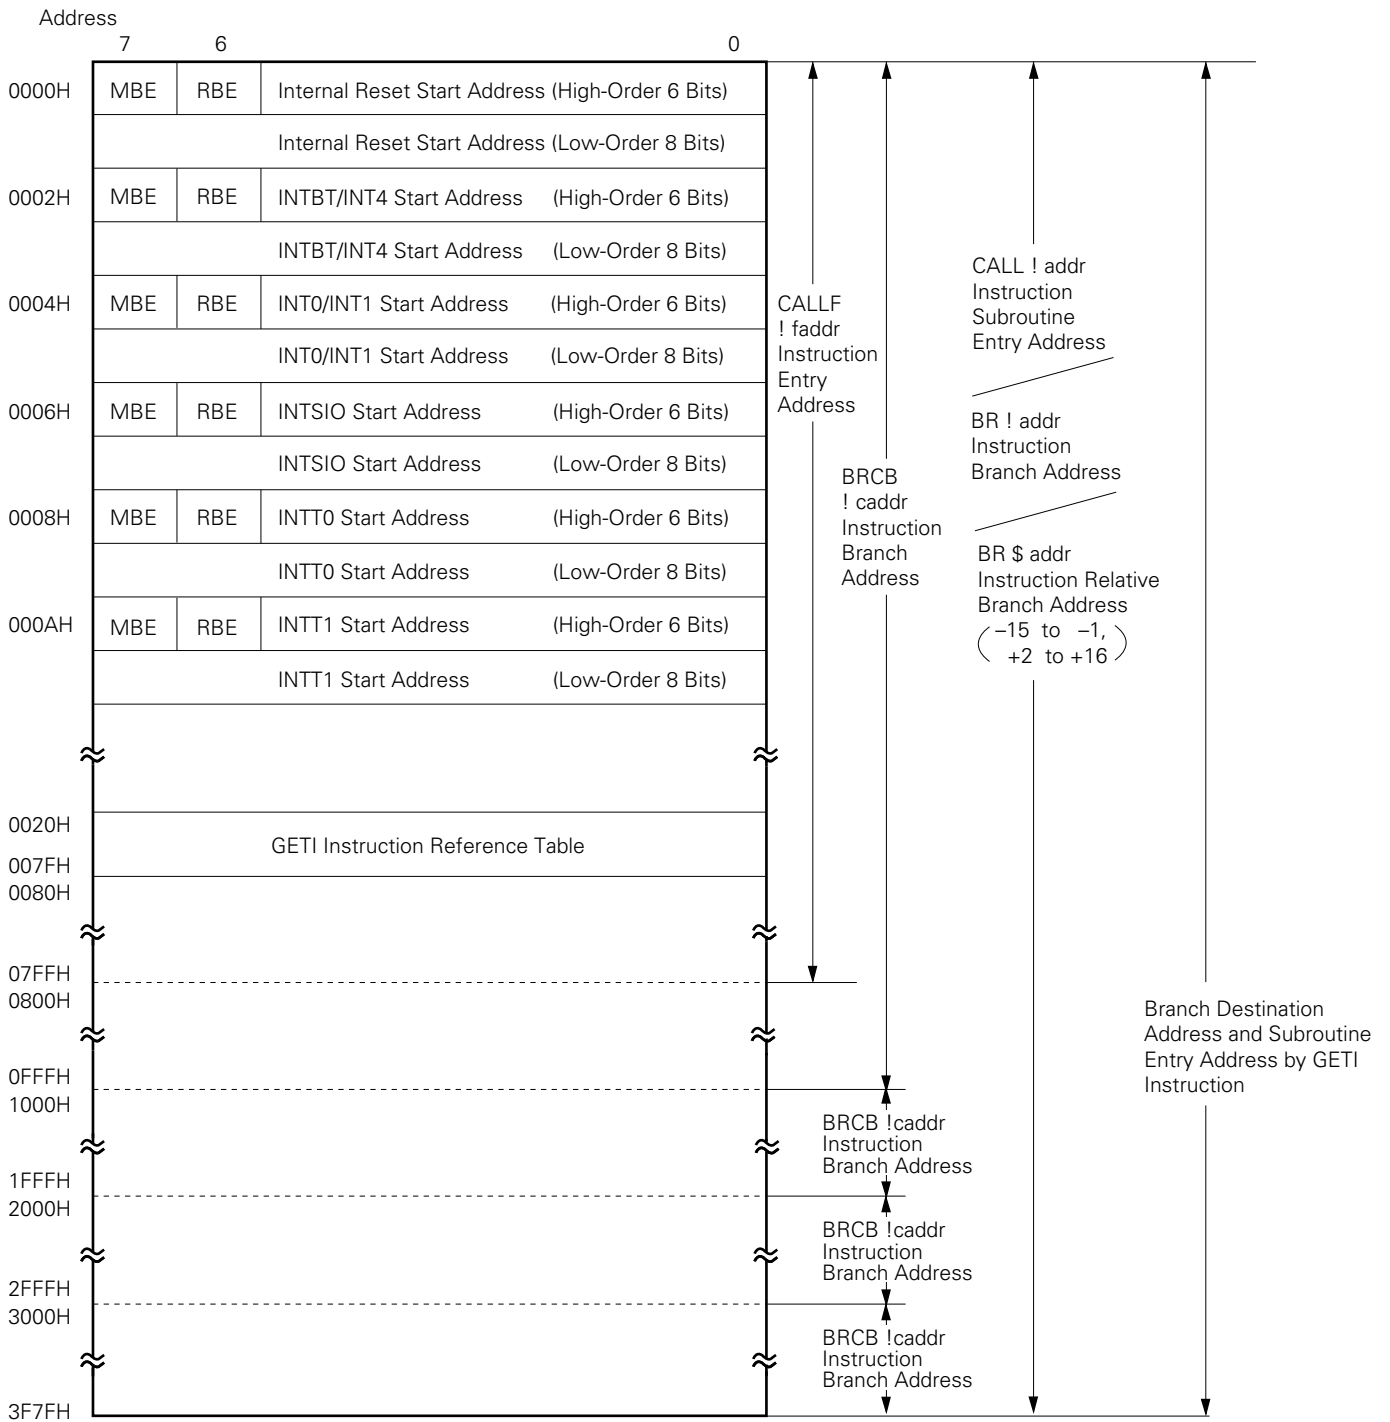 Address
7 6 0
0000H MBE RBE Internal Reset Start Address (High-Order 6 Bits)
Internal Reset Start Address (Low-Order 8 Bits)
0002H MBE RBE INTBT/INT4 Start Address (High-Order 6 Bits)
INTBT/INT4 Start Address (Low-Order 8 Bits)
0004H MBE RBE INT0/INT1 Start Address (High-Order 6 Bits)
INT0/INT1 Start Address (Low-Order 8 Bits)
0006H MBE RBE INTSIO Start Address (High-Order 6 Bits)
INTSIO Start Address (Low-Order 8 Bits)
0008H MBE RBE INTT0 Start Address (High-Order 6 Bits)
INTT0 Start Address (Low-Order 8 Bits)
000AH MBE RBE INTT1 Start Address (High-Order 6 Bits)
INTT1 Start Address (Low-Order 8 Bits)
0020H
GETI Instruction Reference Table
007FH
0080H
07FFH
0800H
0FFFH
1000H
1FFFH
2000H
2FFFH
3000H
3F7FH
CALLF
! faddr
Instruction
Entry
Address
BRCB
! caddr
Instruction
Branch
Address
BRCB !caddr
Instruction
Branch Address
BRCB !caddr
Instruction
Branch Address
BRCB !caddr
Instruction
Branch Address
CALL ! addr
Instruction
Subroutine
Entry Address
BR ! addr
Instruction
Branch Address
BR $ addr
Instruction Relative
Branch Address
(–15 to –1,
+2 to +16)
Branch Destination
Address and Subroutine
Entry Address by GETI
Instruction